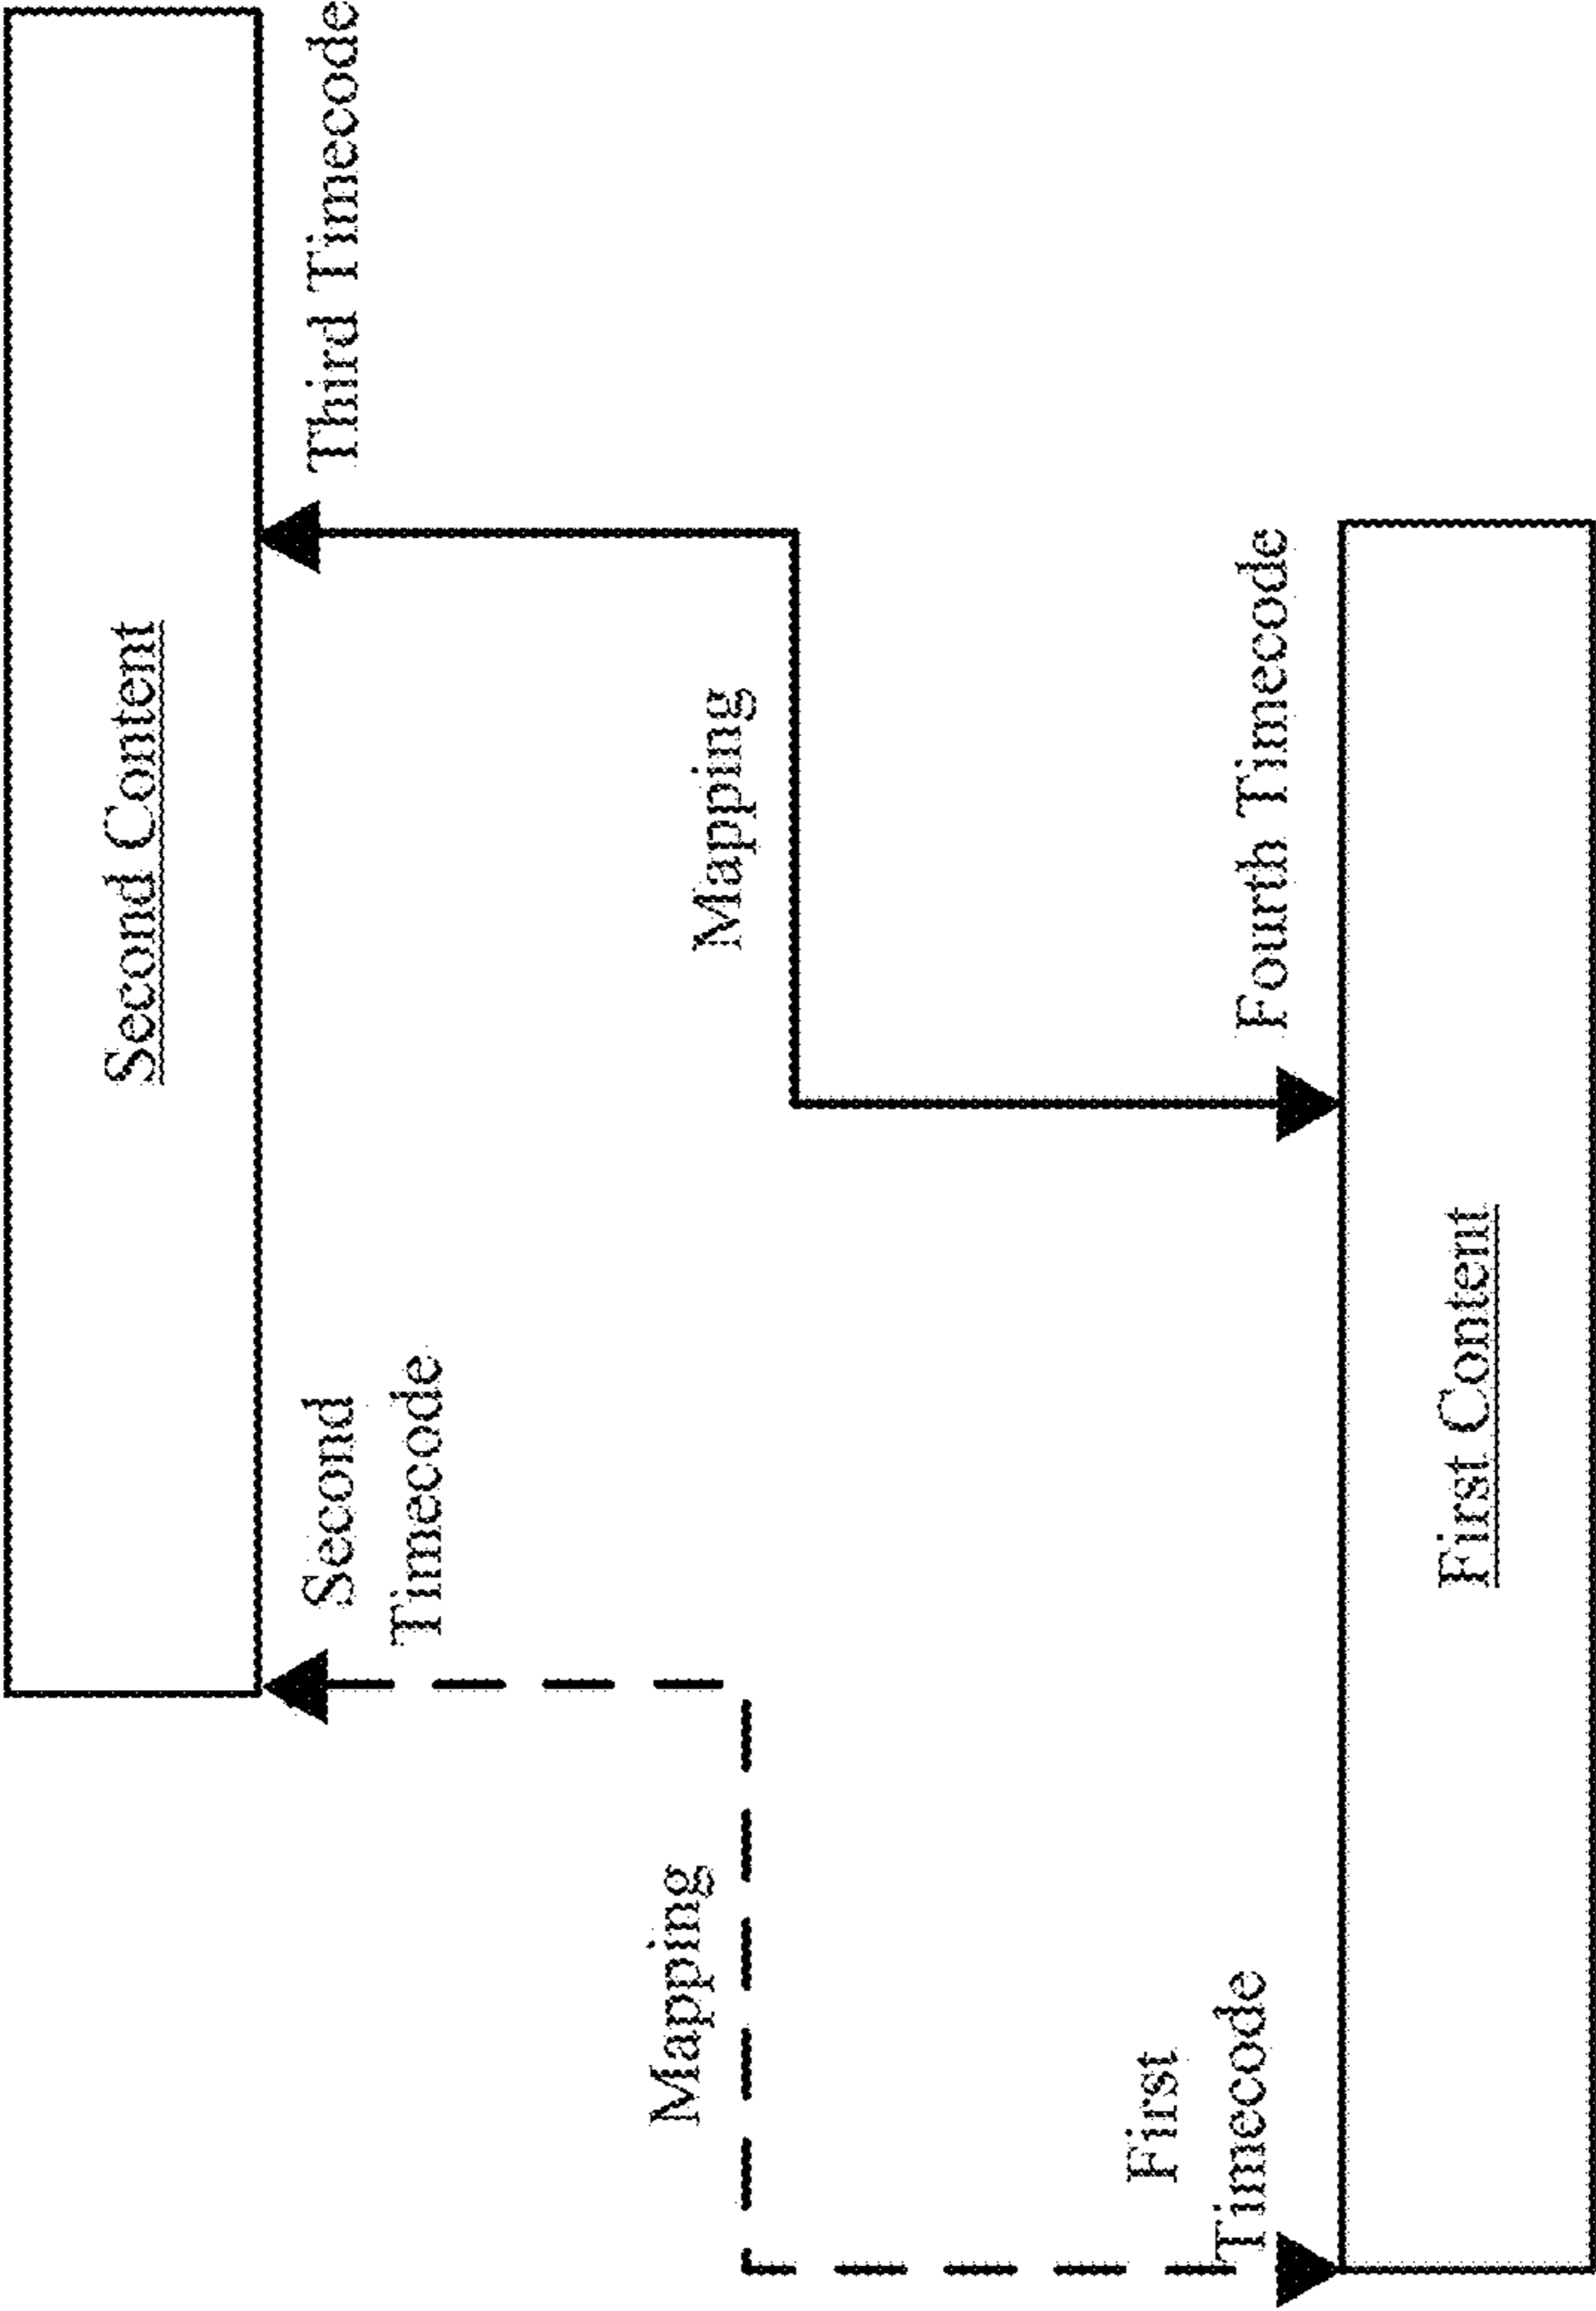 Second Content
Second
Timecode
Third Timecode
Mapping
Mapping
First
Timecode
Fourth Timecode
First Content